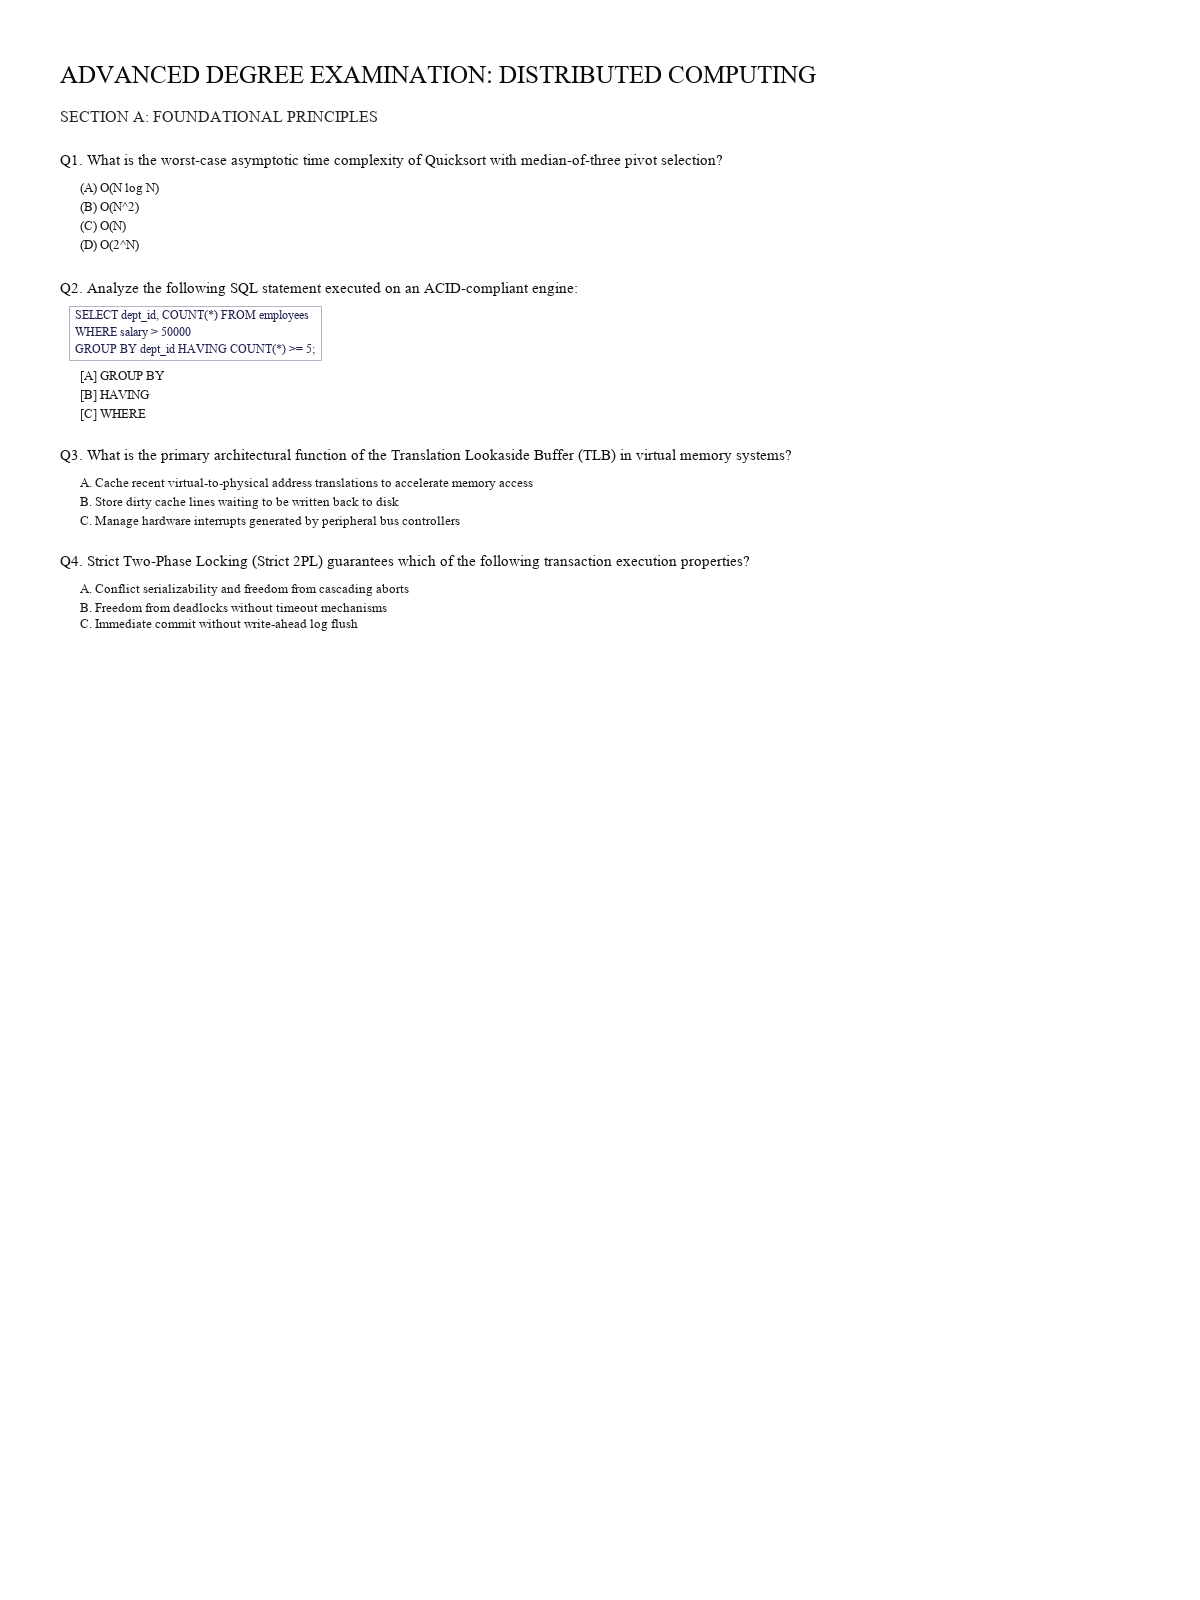 ADVANCED DEGREE EXAMINATION: DISTRIBUTED COMPUTING
SECTION A: FOUNDATIONAL PRINCIPLES
Q1. What is the worst-case asymptotic time complexity of Quicksort with median-of-three pivot selection?
(A) O(N log N)
(B) O(N^2)
(C) O(N)
(D) O(2^N)
Q2. Analyze the following SQL statement executed on an ACID-compliant engine:
SELECT dept_id, COUNT(*) FROM employees
WHERE salary > 50000
GROUP BY dept_id HAVING COUNT(*) >= 5;
[A] GROUP BY
[B] HAVING
[C] WHERE
Q3. What is the primary architectural function of the Translation Lookaside Buffer (TLB) in virtual memory systems?
A. Cache recent virtual-to-physical address translations to accelerate memory access
B. Store dirty cache lines waiting to be written back to disk
C. Manage hardware interrupts generated by peripheral bus controllers
Q4. Strict Two-Phase Locking (Strict 2PL) guarantees which of the following transaction execution properties?
A. Conflict serializability and freedom from cascading aborts
B. Freedom from deadlocks without timeout mechanisms
C. Immediate commit without write-ahead log flush